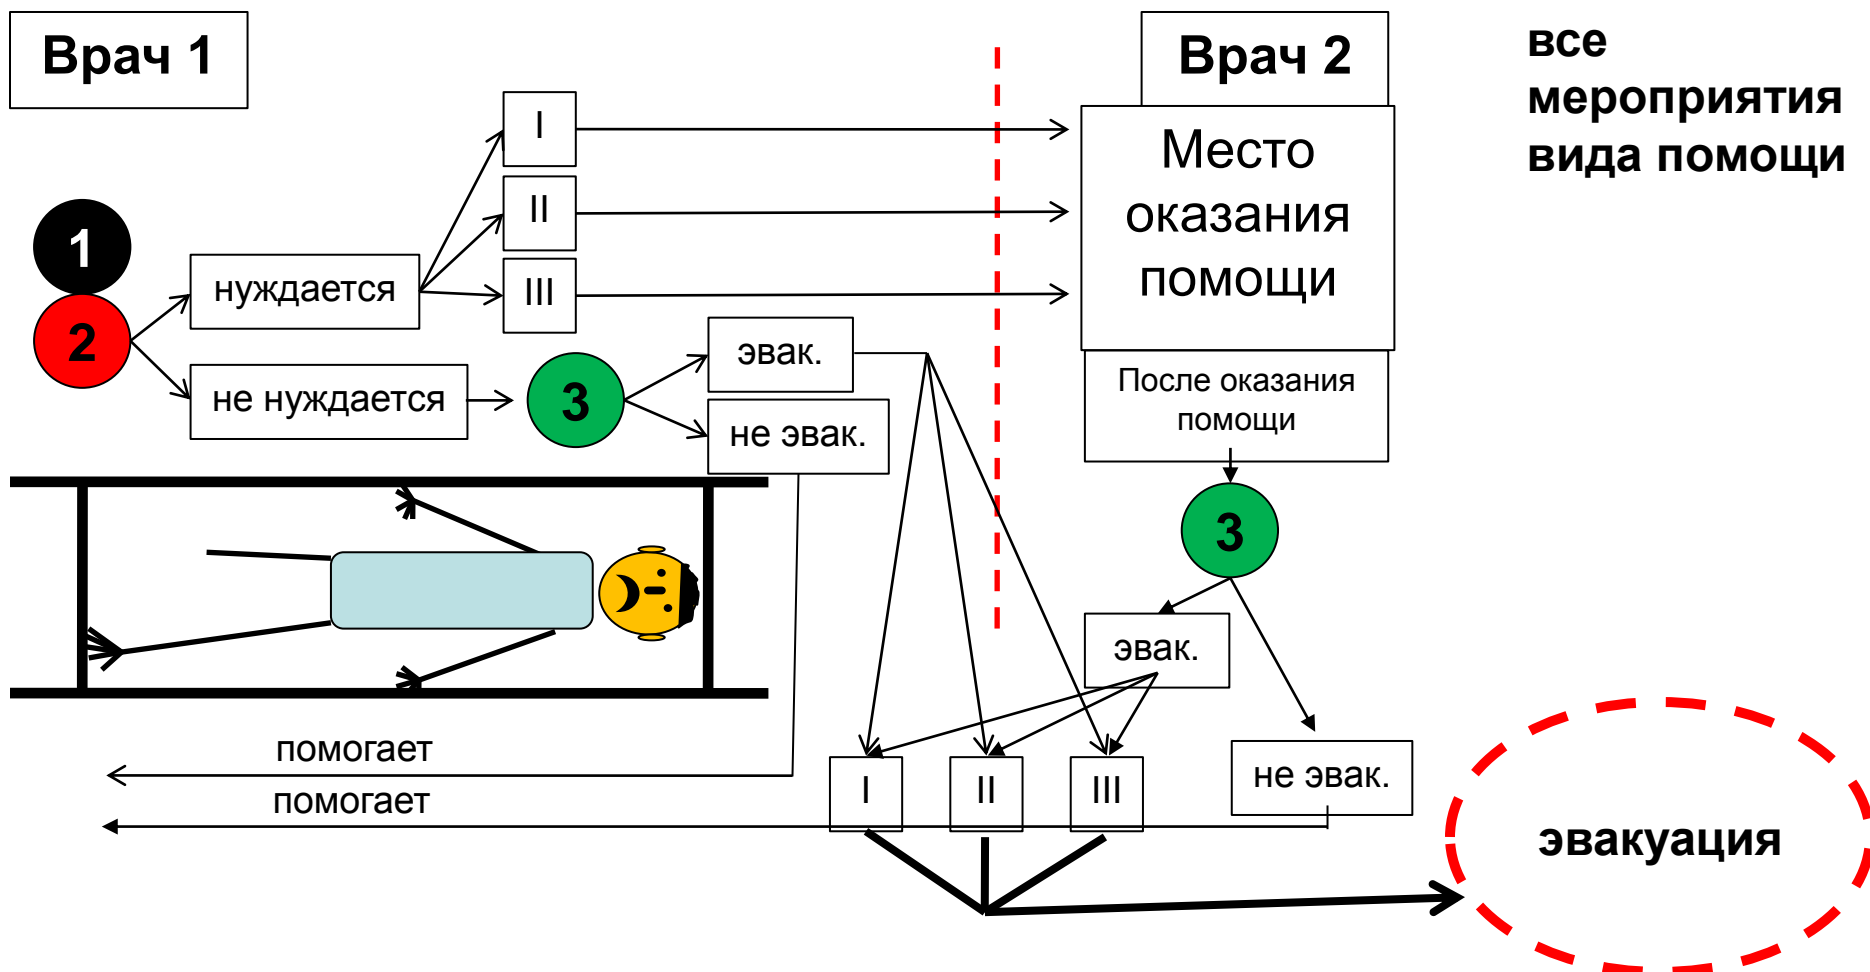 Врач 1
Врач 2
все
мероприятия
вида помощи
I
II
III
Место
оказания
помощи
1
2
нуждается
не нуждается
3
эвак.
не эвак.
После оказания
помощи
3
эвак.
не эвак.
помогает
помогает
I
II
III
эвакуация